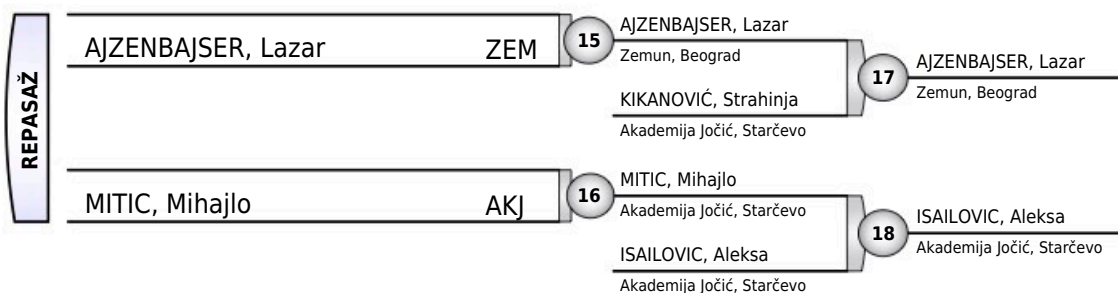 REPASAŽ
AJZENBAJSER, Lazar ZEM
15
AJZENBAJSER, Lazar
Zemun, Beograd
KIKANOVIĆ, Strahinja
Akademija Jočić, Starčevo
17
AJZENBAJSER, Lazar
Zemun, Beograd
MITIC, Mihajlo AKJ
16
MITIC, Mihajlo
Akademija Jočić, Starčevo
ISAILOVIC, Aleksa
Akademija Jočić, Starčevo
18
ISAILOVIC, Aleksa
Akademija Jočić, Starčevo